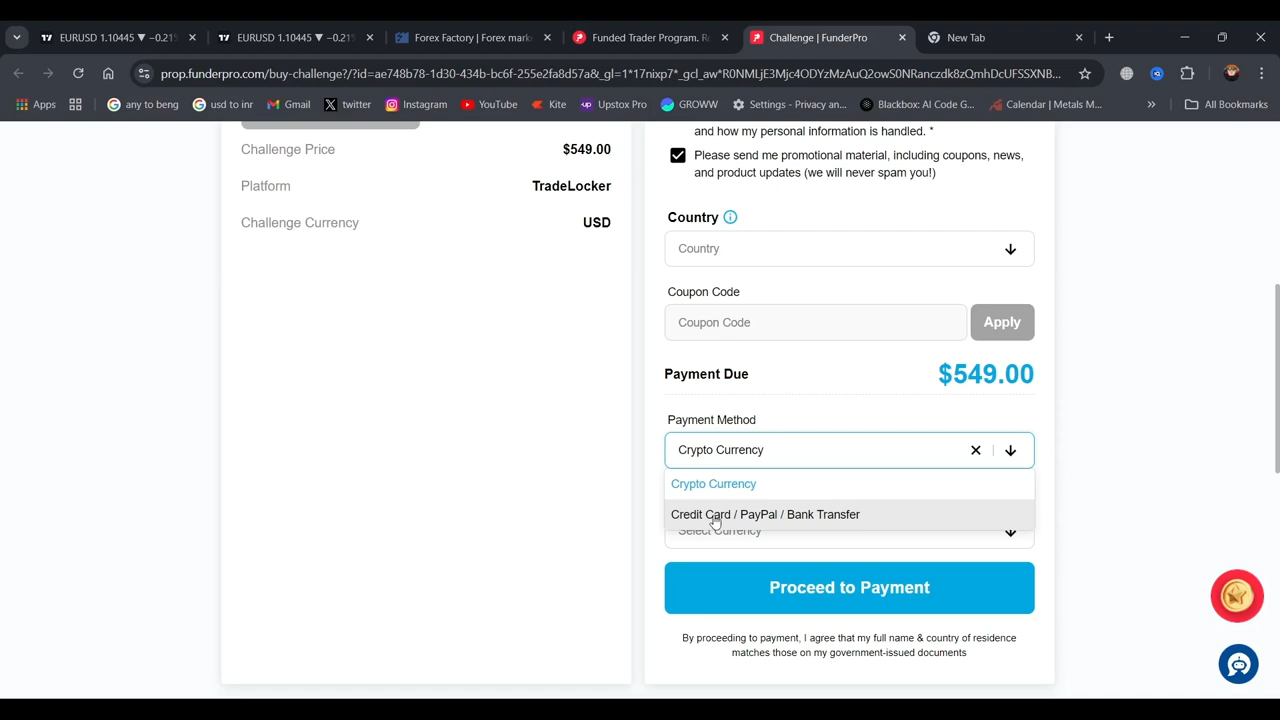 EURUSD 1.10445 ▼ −0.21%
EURUSD 1.10445 ▼ −0.21%
Forex Factory | Forex mark
Funded Trader Program. R
Challenge | FunderPro
New Tab
prop.funderpro.com/buy-challenge?/?id=ae748b78-1d30-434b-bc6f-255e2fa8d57a&_gl=1*17nixp7*_gcl_aw*R0NMLjE3Mjc4ODYzMzAuQ2owS0NRanczdk8zQmhDcUFSSXNB...
Apps
any to beng
usd to inr
Gmail
twitter
Instagram
YouTube
Kite
Upstox Pro
GROWW
Settings - Privacy an...
Blackbox: AI Code G...
Calendar | Metals M...
All Bookmarks
Challenge Price $549.00
Platform TradeLocker
Challenge Currency USD
and how my personal information is handled. *
Please send me promotional material, including coupons, news,
and product updates (we will never spam you!)
Country
Country
Coupon Code
Coupon Code Apply
Payment Due $549.00
Payment Method
Crypto Currency
Crypto Currency
Credit Card / PayPal / Bank Transfer
Select Currency
Proceed to Payment
By proceeding to payment, I agree that my full name & country of residence
matches those on my government-issued documents